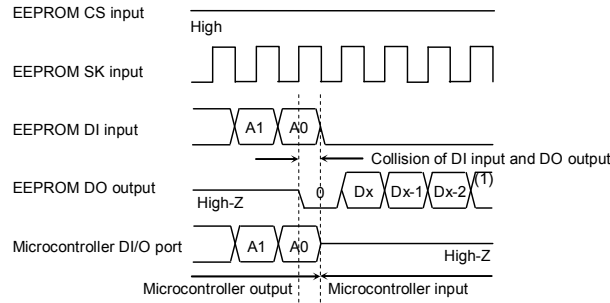 EEPROM CS input
High
EEPROM SK input
EEPROM DI input
A1 A0
Collision of DI input and DO output
EEPROM DO output
High-Z
0 Dx Dx-1 Dx-2 (1)
Microcontroller DI/O port
A1 A0
High-Z
Microcontroller output Microcontroller input